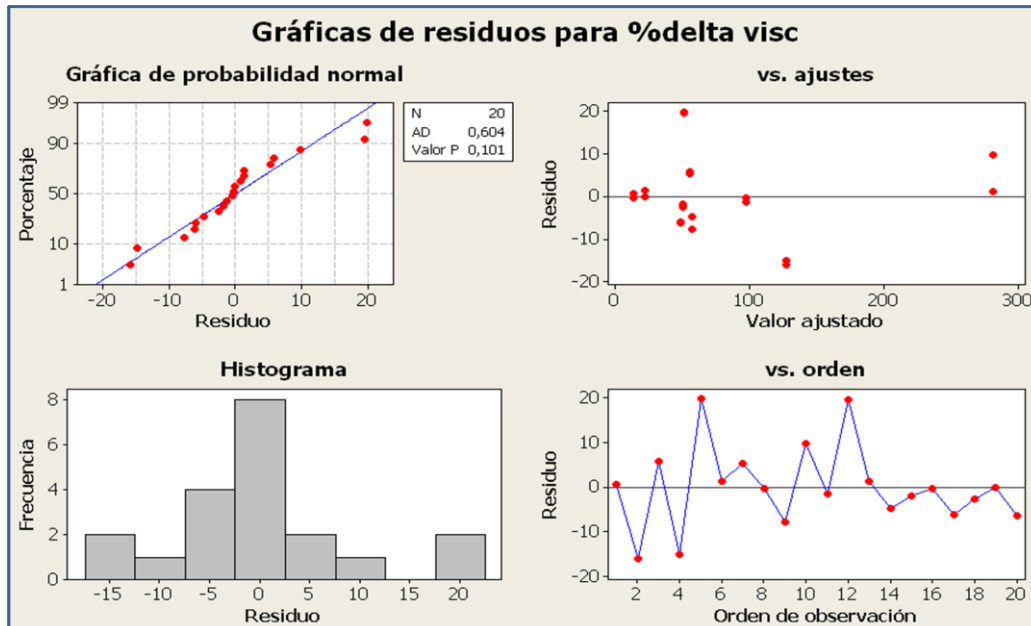 Gráficas de residuos para %delta visc
Gráfica de probabilidad normal
99
90
50
10
1
Porcentaje
-20 -10 0 10 20
Residuo
N 20
AD 0,604
Valor P 0,101
vs. ajustes
20
10
0
-10
-20
Residuo
0 100 200 300
Valor ajustado
Histograma
8
6
4
2
0
Frecuencia
-15 -10 -5 0 5 10 15 20
Residuo
vs. orden
20
10
0
-10
-20
Residuo
2 4 6 8 10 12 14 16 18 20
Orden de observación